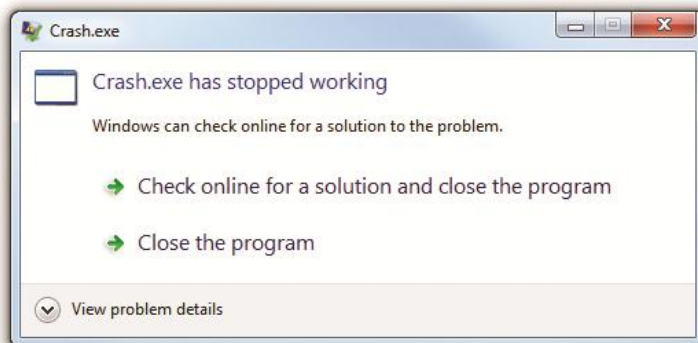 Crash.exe
Crash.exe has stopped working
Windows can check online for a solution to the problem.
Check online for a solution and close the program
Close the program
View problem details